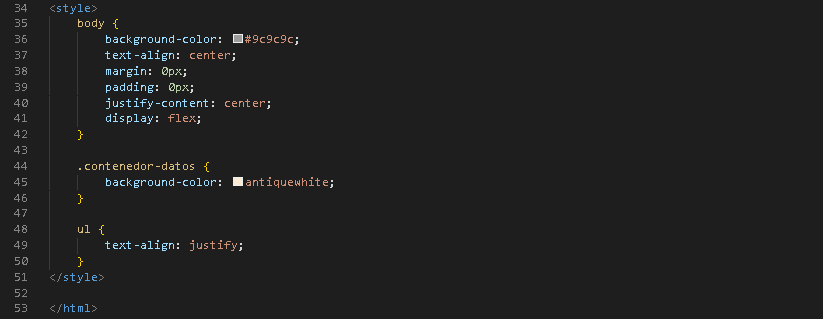 34 <style>
35     body {
36         background-color: #9c9c9c;
37         text-align: center;
38         margin: 0px;
39         padding: 0px;
40         justify-content: center;
41         display: flex;
42     }
43
44     .contenedor-datos {
45         background-color: antiquewhite;
46     }
47
48     ul {
49         text-align: justify;
50     }
51 </style>
52
53 </html>